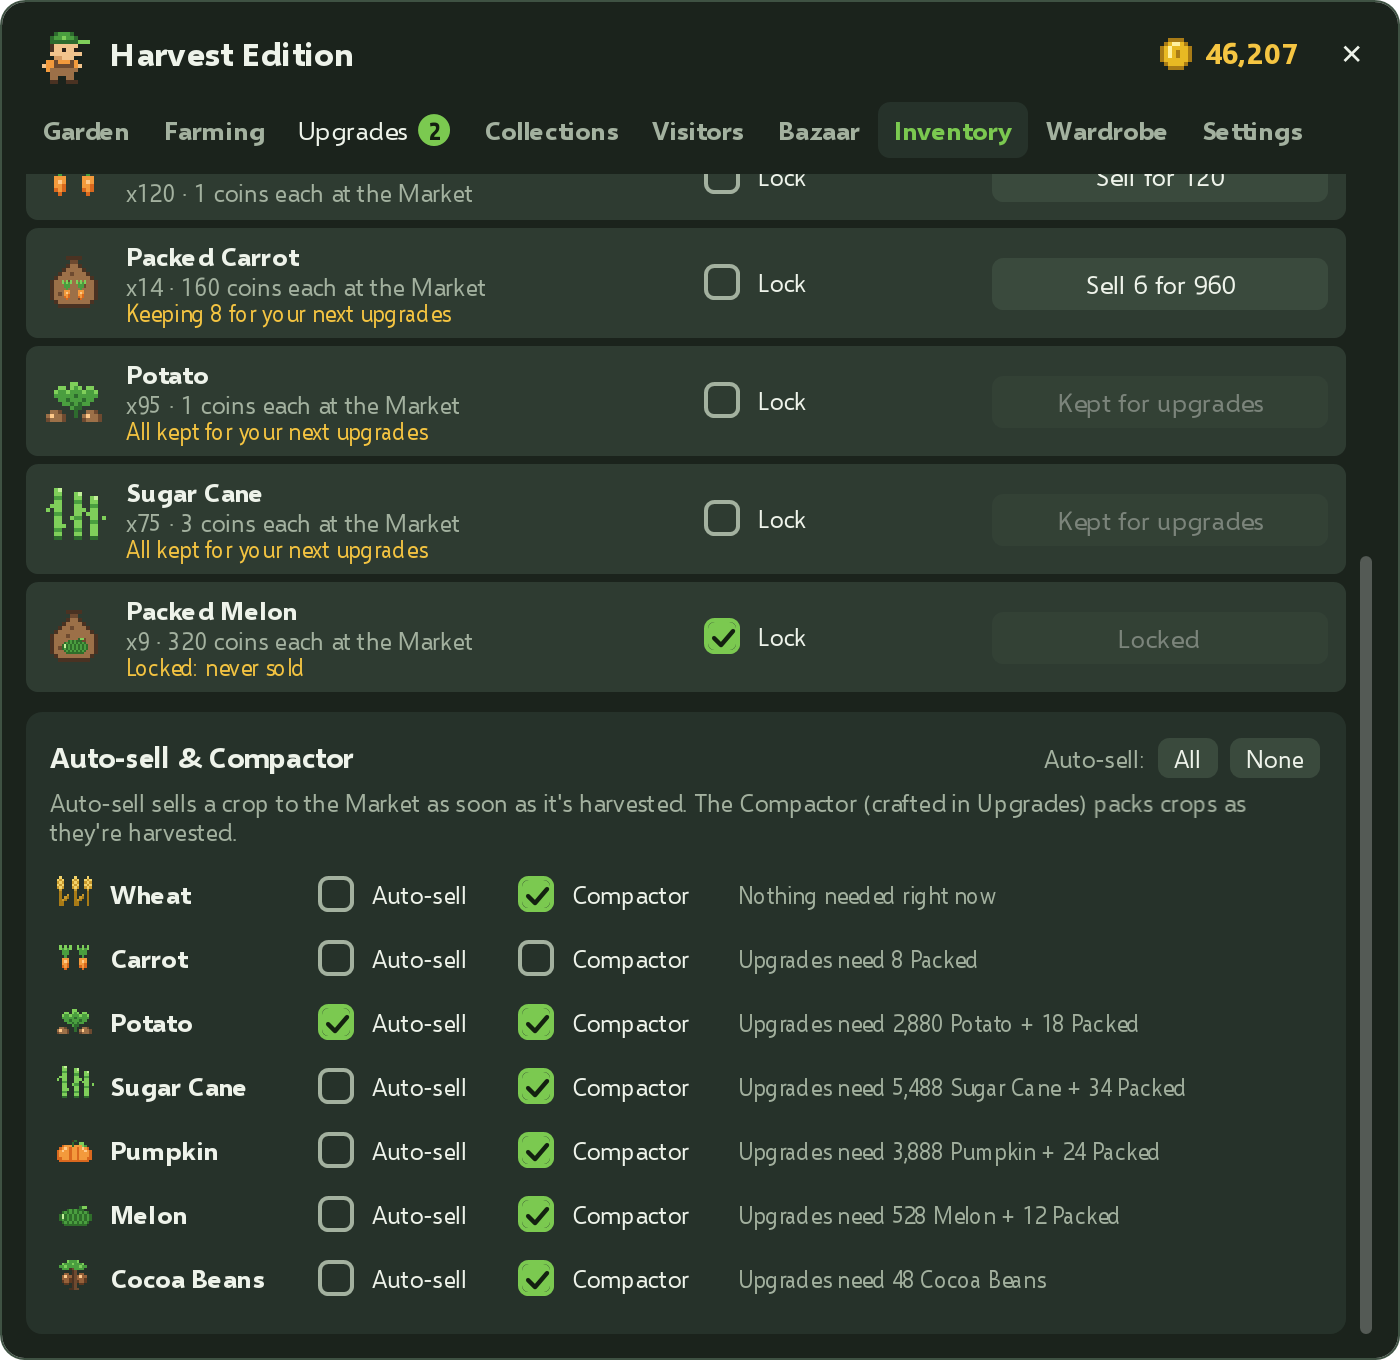 Harvest Edition
46,207
×
Garden Farming Upgrades 2 Collections Visitors Bazaar Inventory Wardrobe Settings
x120 · 1 coins each at the Market Lock Sell for 120
Packed Carrot
x14 · 160 coins each at the Market
Keeping 8 for your next upgrades
Lock
Sell 6 for 960
Potato
x95 · 1 coins each at the Market
All kept for your next upgrades
Lock
Kept for upgrades
Sugar Cane
x75 · 3 coins each at the Market
All kept for your next upgrades
Lock
Kept for upgrades
Packed Melon
x9 · 320 coins each at the Market
Locked: never sold
Lock
Locked
Auto-sell & Compactor
Auto-sell: All None
Auto-sell sells a crop to the Market as soon as it's harvested. The Compactor (crafted in Upgrades) packs crops as
they're harvested.
Wheat Auto-sell Compactor Nothing needed right now
Carrot Auto-sell Compactor Upgrades need 8 Packed
Potato Auto-sell Compactor Upgrades need 2,880 Potato + 18 Packed
Sugar Cane Auto-sell Compactor Upgrades need 5,488 Sugar Cane + 34 Packed
Pumpkin Auto-sell Compactor Upgrades need 3,888 Pumpkin + 24 Packed
Melon Auto-sell Compactor Upgrades need 528 Melon + 12 Packed
Cocoa Beans Auto-sell Compactor Upgrades need 48 Cocoa Beans